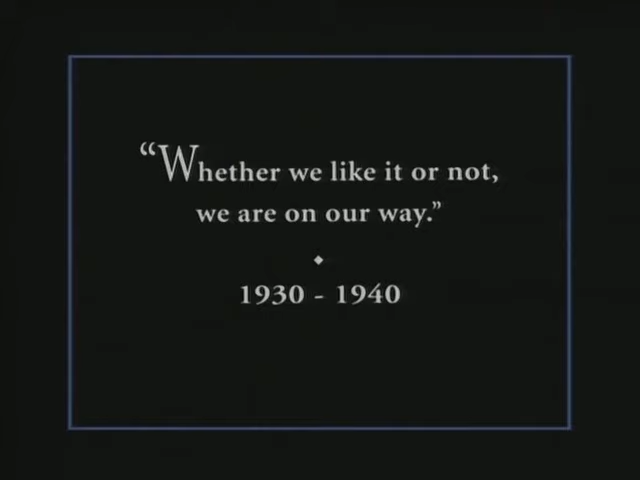 “Whether we like it or not,
we are on our way.”
1930 - 1940